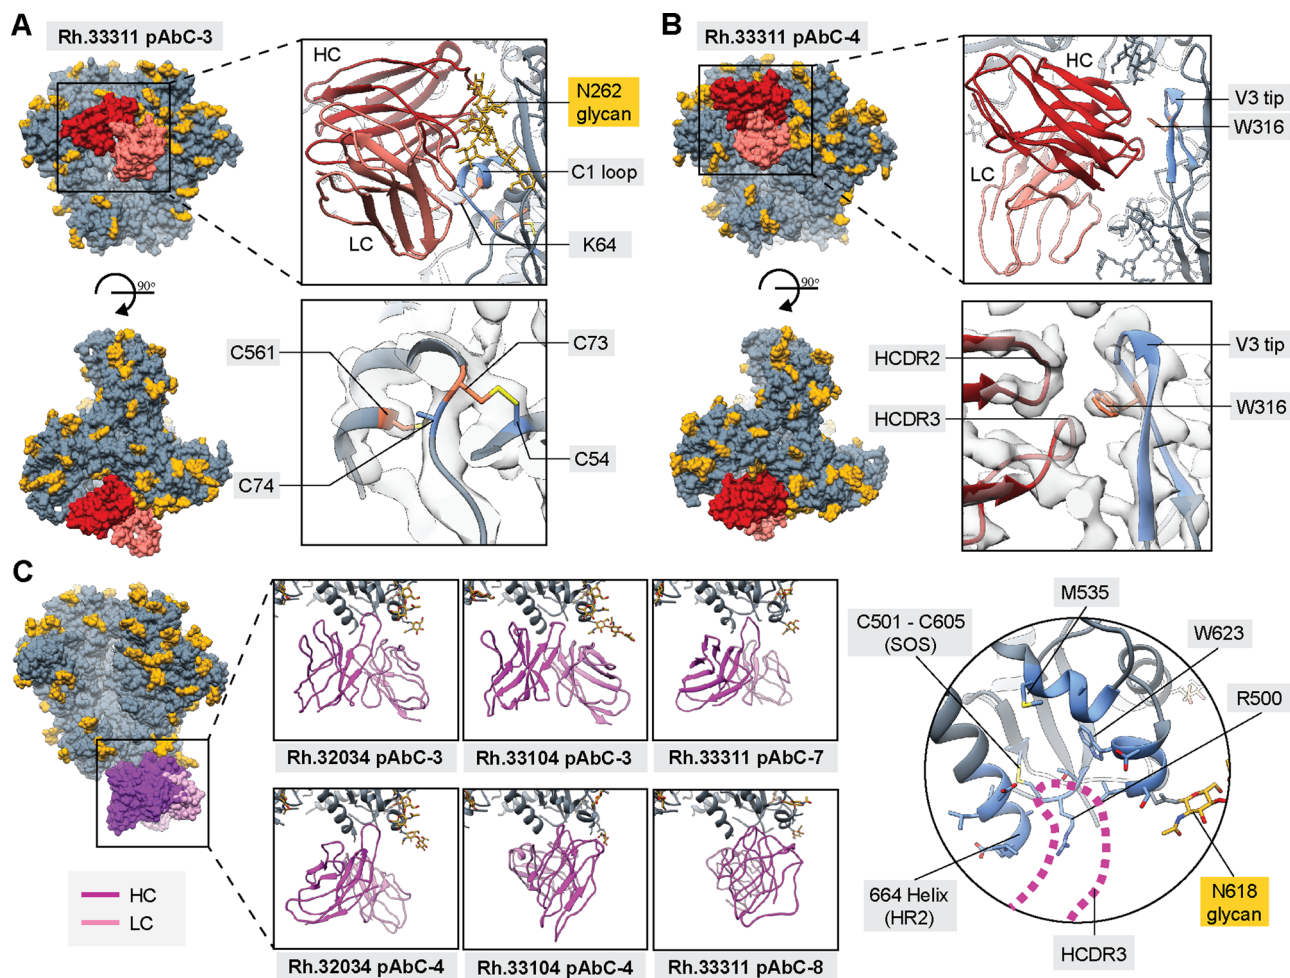 A
Rh.33311 pAbC-3
HC
LC
N262
glycan
C1 loop
K64
90°
C561
C73
C74
C54
B
Rh.33311 pAbC-4
HC
LC
V3 tip
W316
90°
HCDR2
HCDR3
V3 tip
W316
C
HC
LC
Rh.32034 pAbC-3
Rh.33104 pAbC-3
Rh.33311 pAbC-7
Rh.32034 pAbC-4
Rh.33104 pAbC-4
Rh.33311 pAbC-8
M535
C501 - C605
(SOS)
W623
R500
664 Helix
(HR2)
HCDR3
N618
glycan